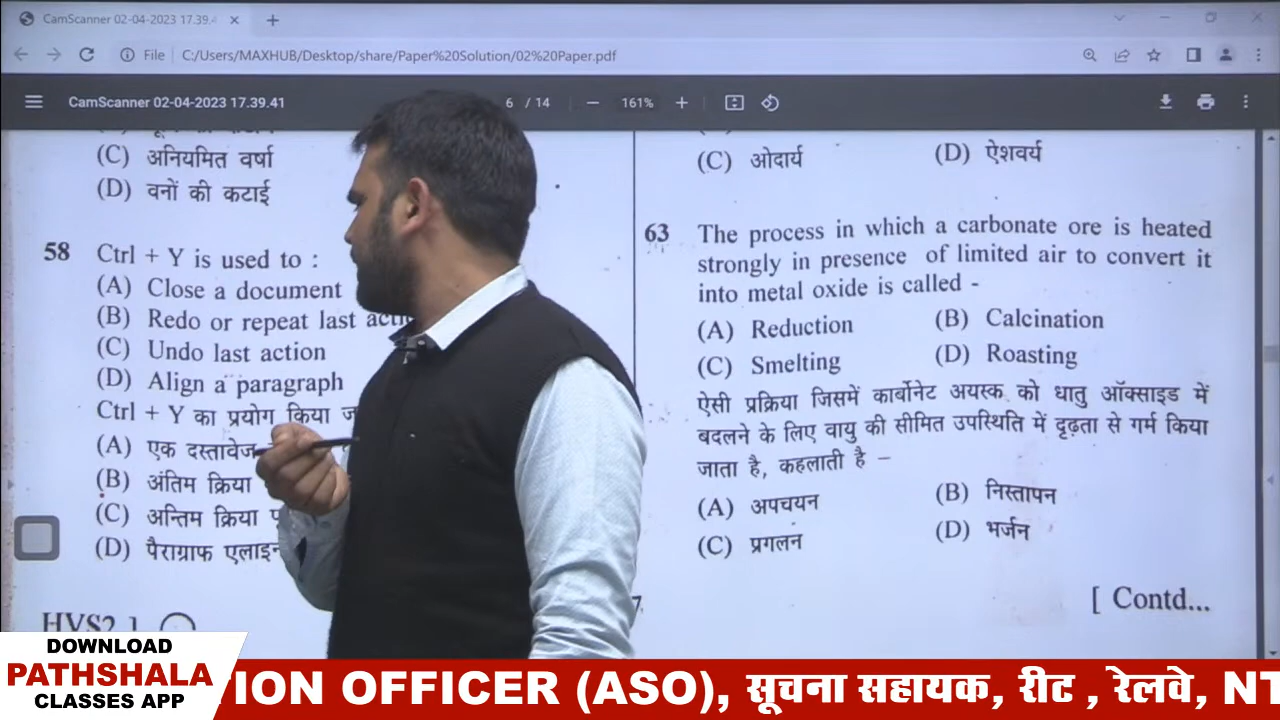 CamScanner 02-04-2023 17.39.4
File C:/Users/MAXHUB/Desktop/share/Paper%20Solution/02%20Paper.pdf
CamScanner 02-04-2023 17.39.41
6 / 14
161%
(C) अनियमित वर्षा
(D) वनों की कटाई
58 Ctrl + Y is used to :
(A) Close a document
(B) Redo or repeat last
(C) Undo last action
(D) Align a paragraph
Ctrl + Y का प्रयोग किया
(A) एक दस्तावेज
(B) अंतिम क्रिया
(C) अन्तिम क्रिया
(D) पैराग्राफ
HVS2_1
(C) ओदार्य (D) ऐशवर्य
63 The process in which a carbonate ore is heated
strongly in presence of limited air to convert it
into metal oxide is called -
(A) Reduction (B) Calcination
(C) Smelting (D) Roasting
ऐसी प्रक्रिया जिसमें कार्बोनेट अयस्क को धातु ऑक्साइड में
बदलने के लिए वायु की सीमित उपस्थिति में दृढ़ता से गर्म किया
जाता है, कहलाती है –
(A) अपचयन (B) निस्तापन
(C) प्रगलन (D) भर्जन
7
[ Contd...
DOWNLOAD
PATHSHALA
CLASSES APP
TION OFFICER (ASO), सूचना सहायक, रीट , रेलवे, NT